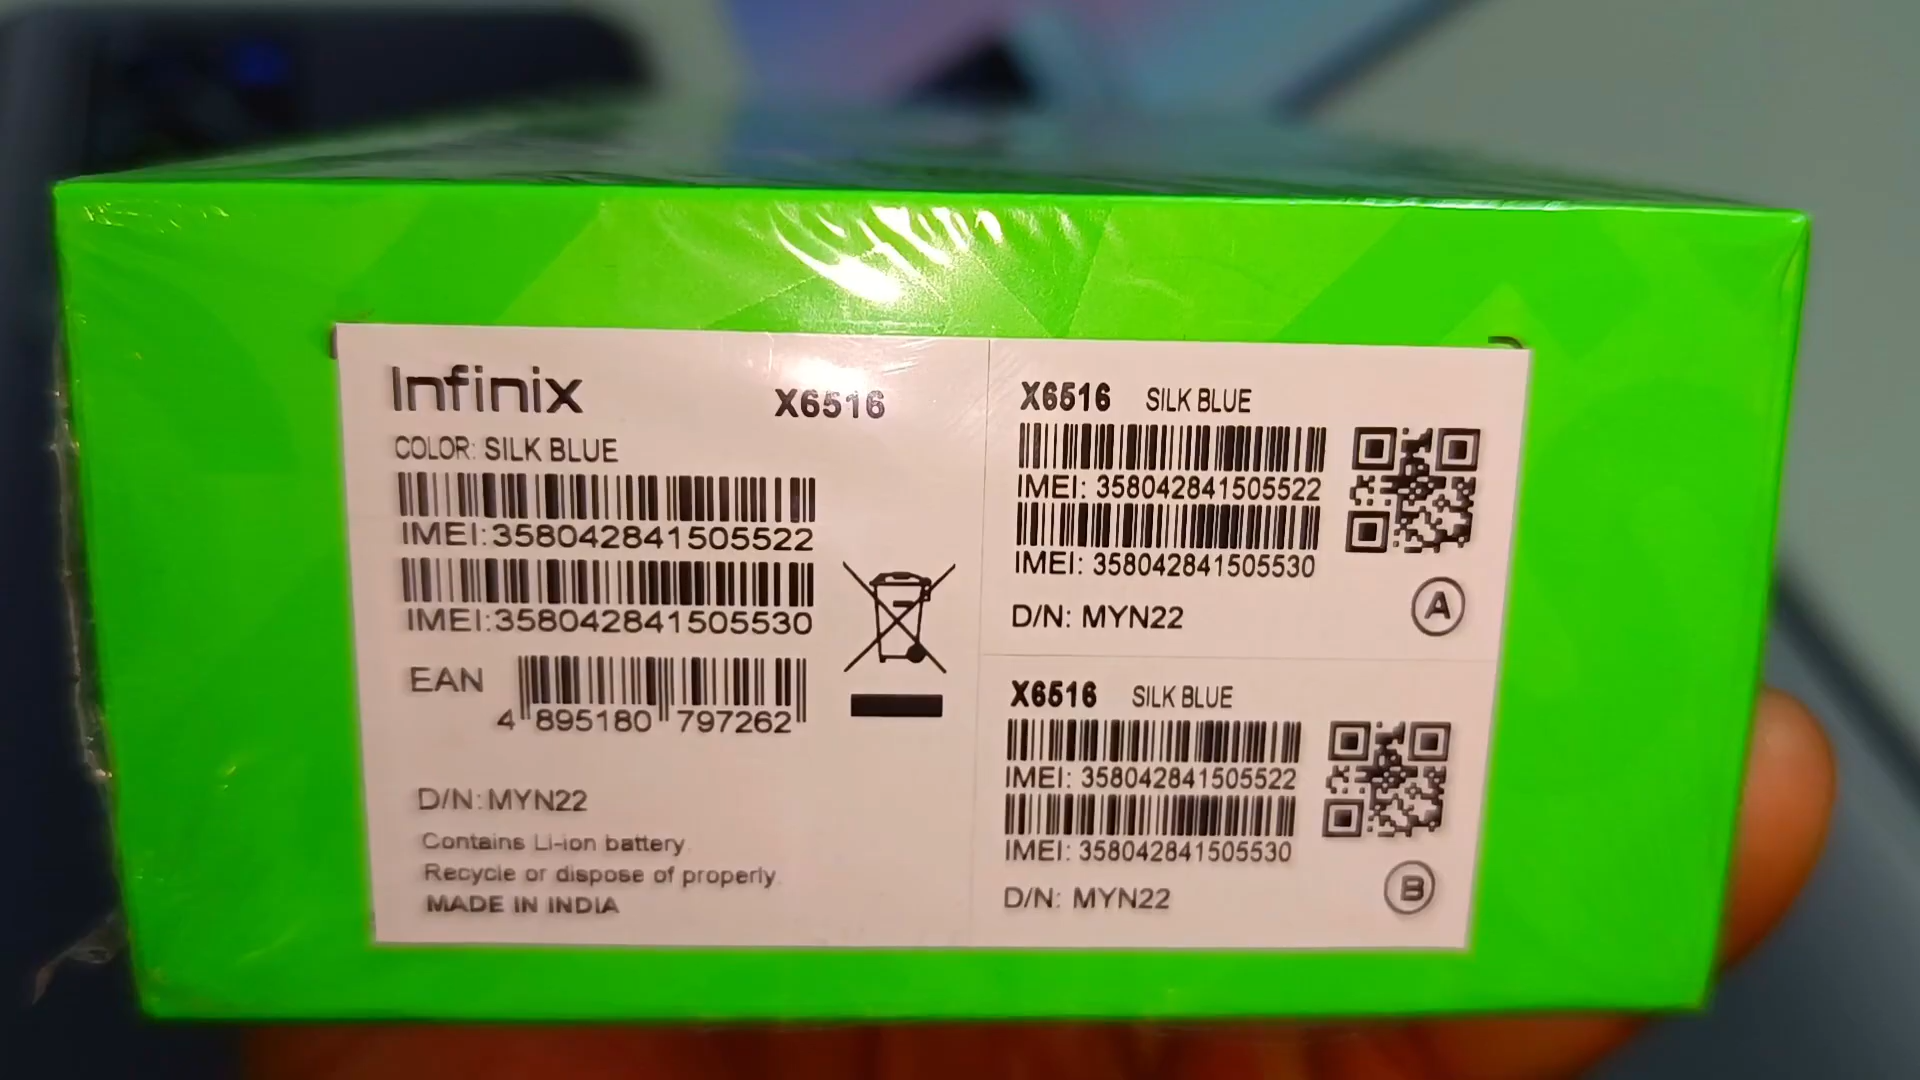 Infinix X6516
COLOR: SILK BLUE
IMEI:358042841505522
IMEI:358042841505530
EAN
4 895180 797262
D/N:MYN22
Contains Li-ion battery.
Recycle or dispose of properly.
MADE IN INDIA
X6516 SILK BLUE
IMEI: 358042841505522
IMEI: 358042841505530
D/N: MYN22
A
X6516 SILK BLUE
IMEI: 358042841505522
IMEI: 358042841505530
D/N: MYN22
B